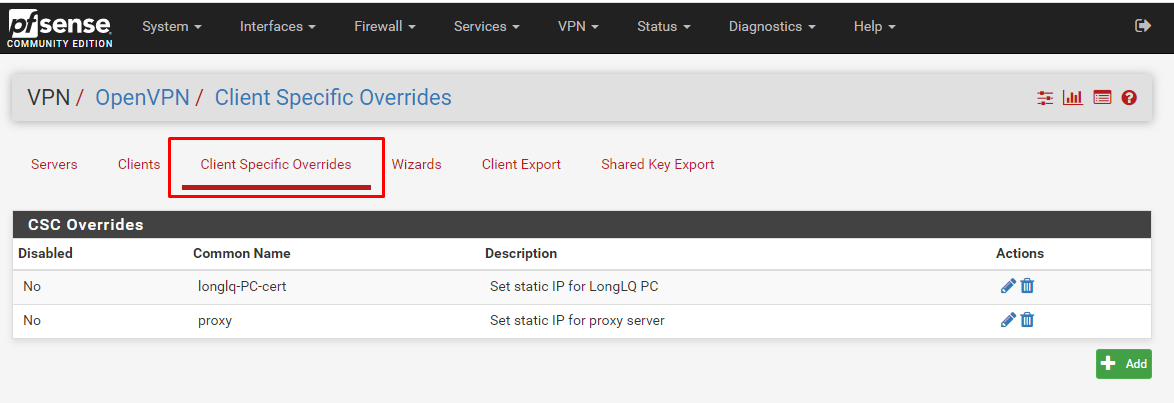 pfsense System Interfaces Firewall Services VPN Status Diagnostics Help
COMMUNITY EDITION
VPN / OpenVPN / Client Specific Overrides
Servers Clients Client Specific Overrides Wizards Client Export Shared Key Export
CSC Overrides
Disabled Common Name Description Actions
No longlq-PC-cert Set static IP for LongLQ PC
No proxy Set static IP for proxy server
Add